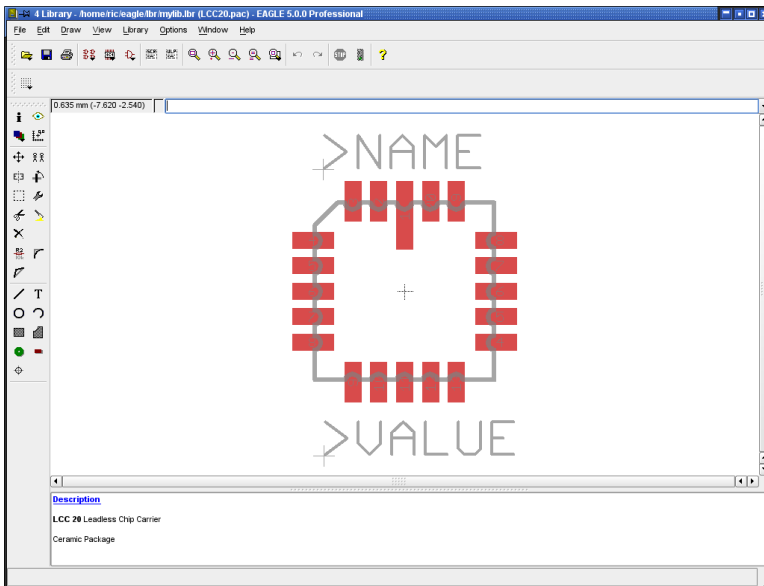 4 Library - /home/ric/eagle/lbr/mylib.lbr (LCC20.pac) - EAGLE 5.0.0 Professional
File Edit Draw View Library Options Window Help
STOP ?
0.635 mm (-7.620 -2.540)
>NAME
>VALUE
Description
LCC 20 Leadless Chip Carrier
Ceramic Package